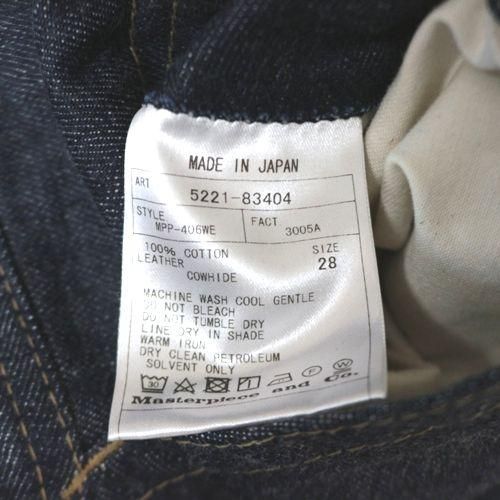 MADE IN JAPAN
ART
5221-83404
STYLE FACT
MPP-406WE 3005A
100% COTTON SIZE
LEATHER 28
COWHIDE
MACHINE WASH COOL GENTLE
DO NOT BLEACH
DO NOT TUMBLE DRY
LINE DRY IN SHADE
WARM IRON
DRY CLEAN PETROLEUM
SOLVENT ONLY
30
Masterpiece and Co.